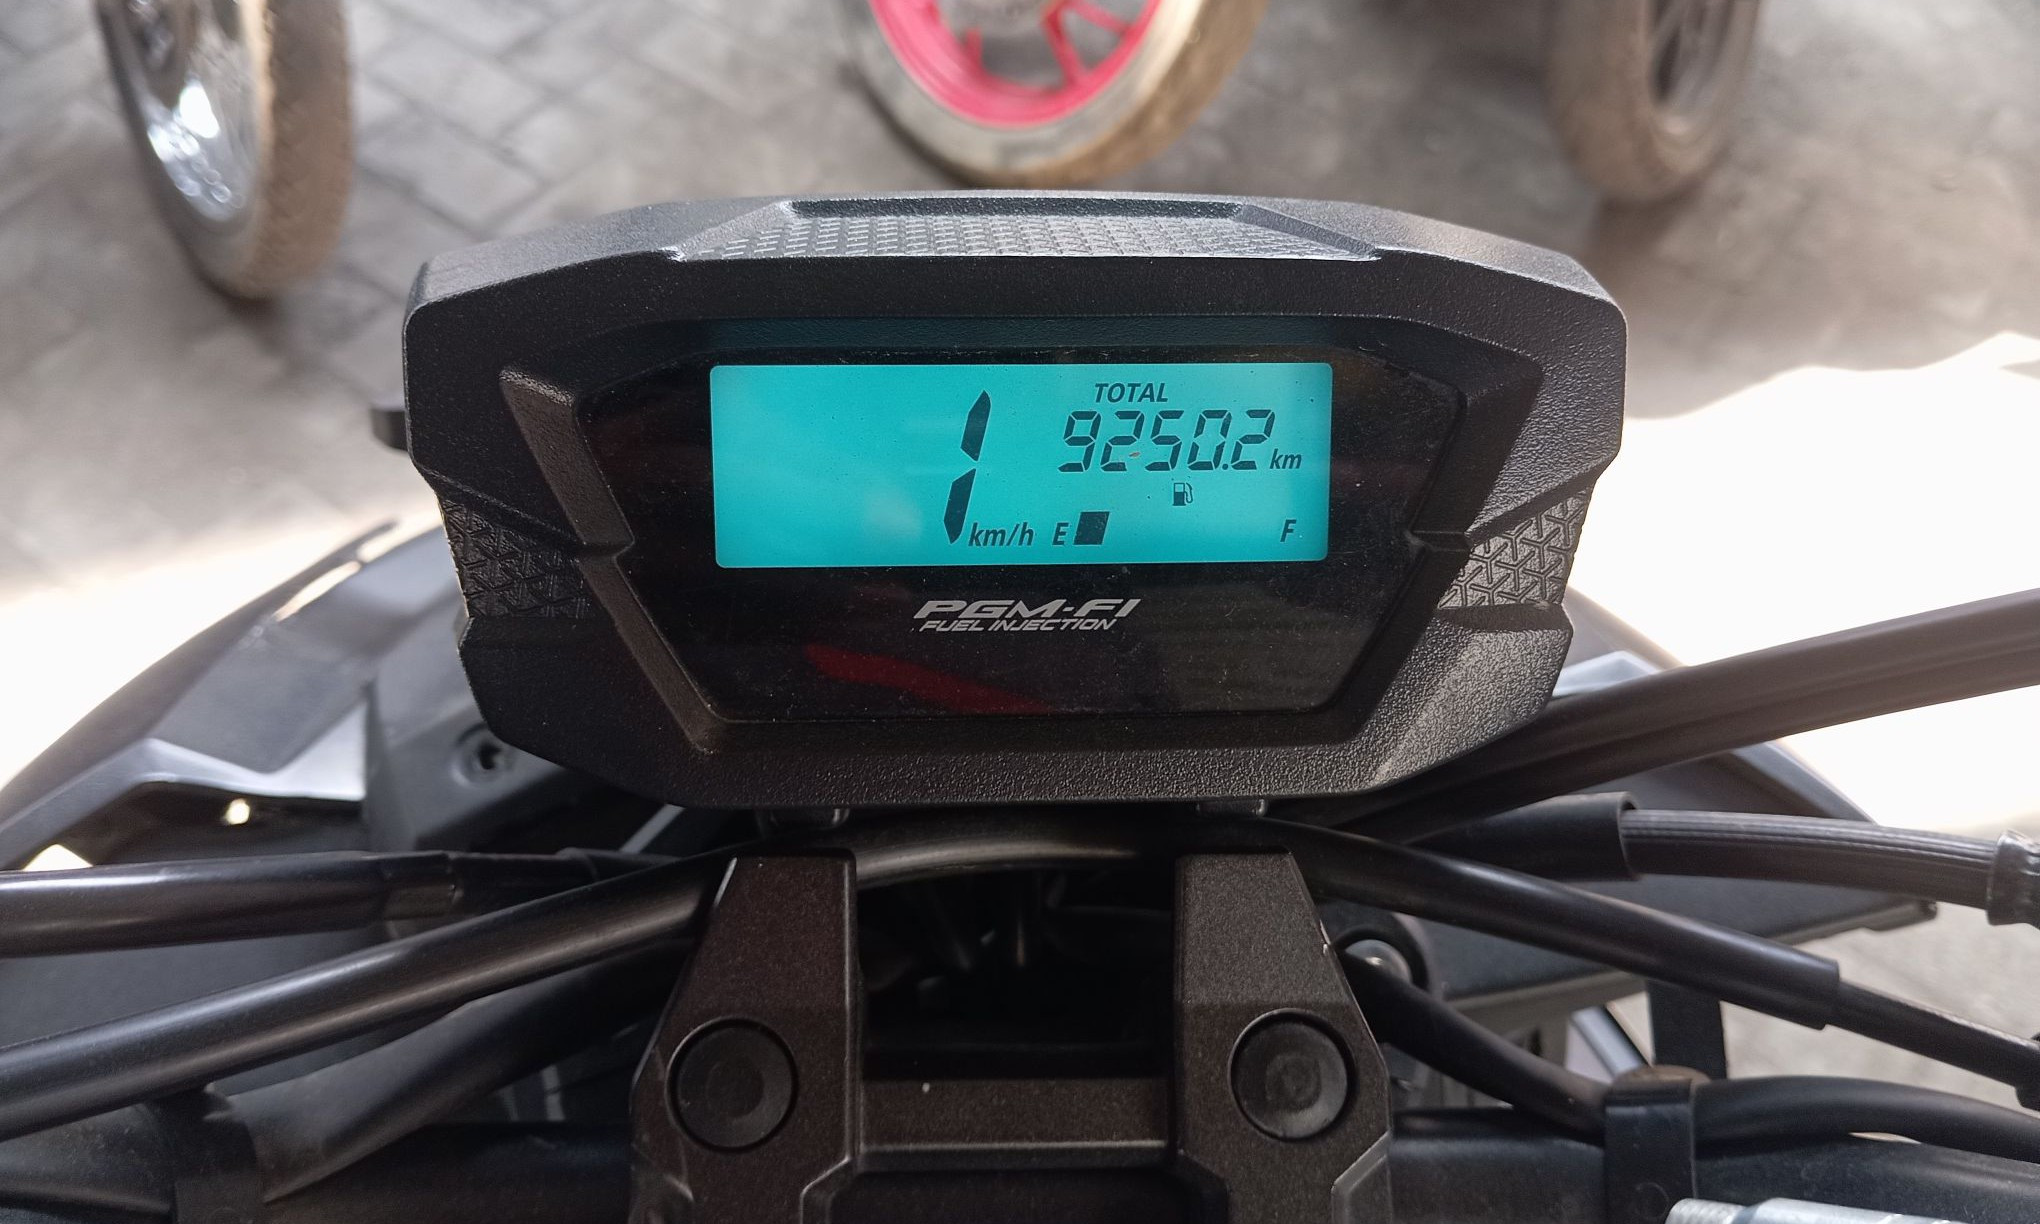 TOTAL
9250.2 km
1 km/h
E F
PGM-FI
FUEL INJECTION